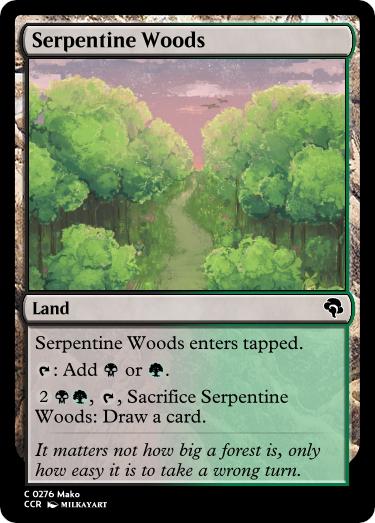 Serpentine Woods
Land
Serpentine Woods enters tapped.
: Add or .
2 , , Sacrifice Serpentine
Woods: Draw a card.
It matters not how big a forest is, only
how easy it is to take a wrong turn.
C 0276 Mako
CCR MILKAYART